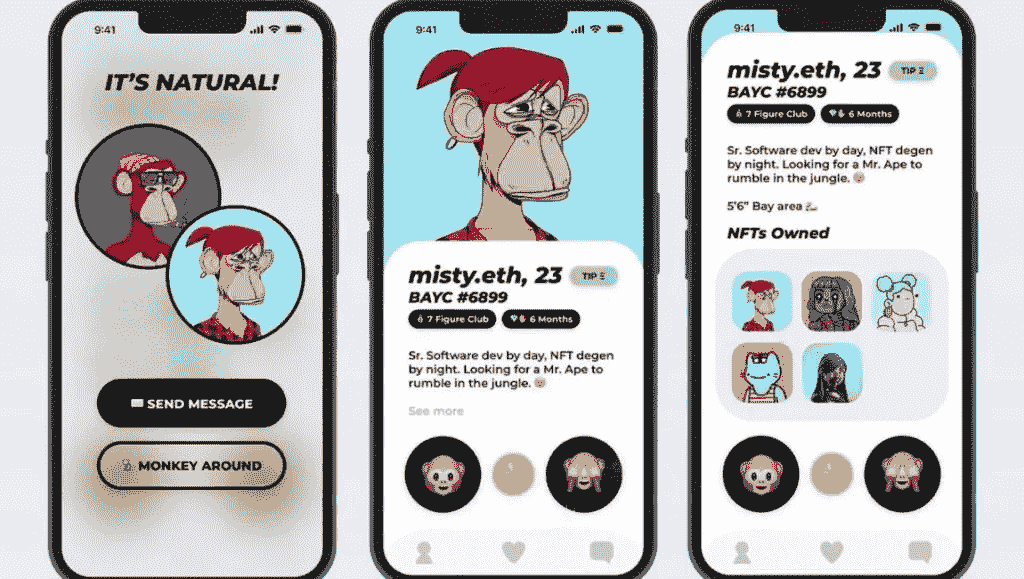 9:41
IT'S NATURAL!
SEND MESSAGE
MONKEY AROUND
9:41
misty.eth, 23 TIP
BAYC #6899
7 Figure Club 6 Months
Sr. Software dev by day, NFT degen
by night. Looking for a Mr. Ape to
rumble in the jungle.
See more
9:41
misty.eth, 23 TIP
BAYC #6899
7 Figure Club 6 Months
Sr. Software dev by day, NFT degen
by night. Looking for a Mr. Ape to
rumble in the jungle.
5'6" Bay area
NFTs Owned